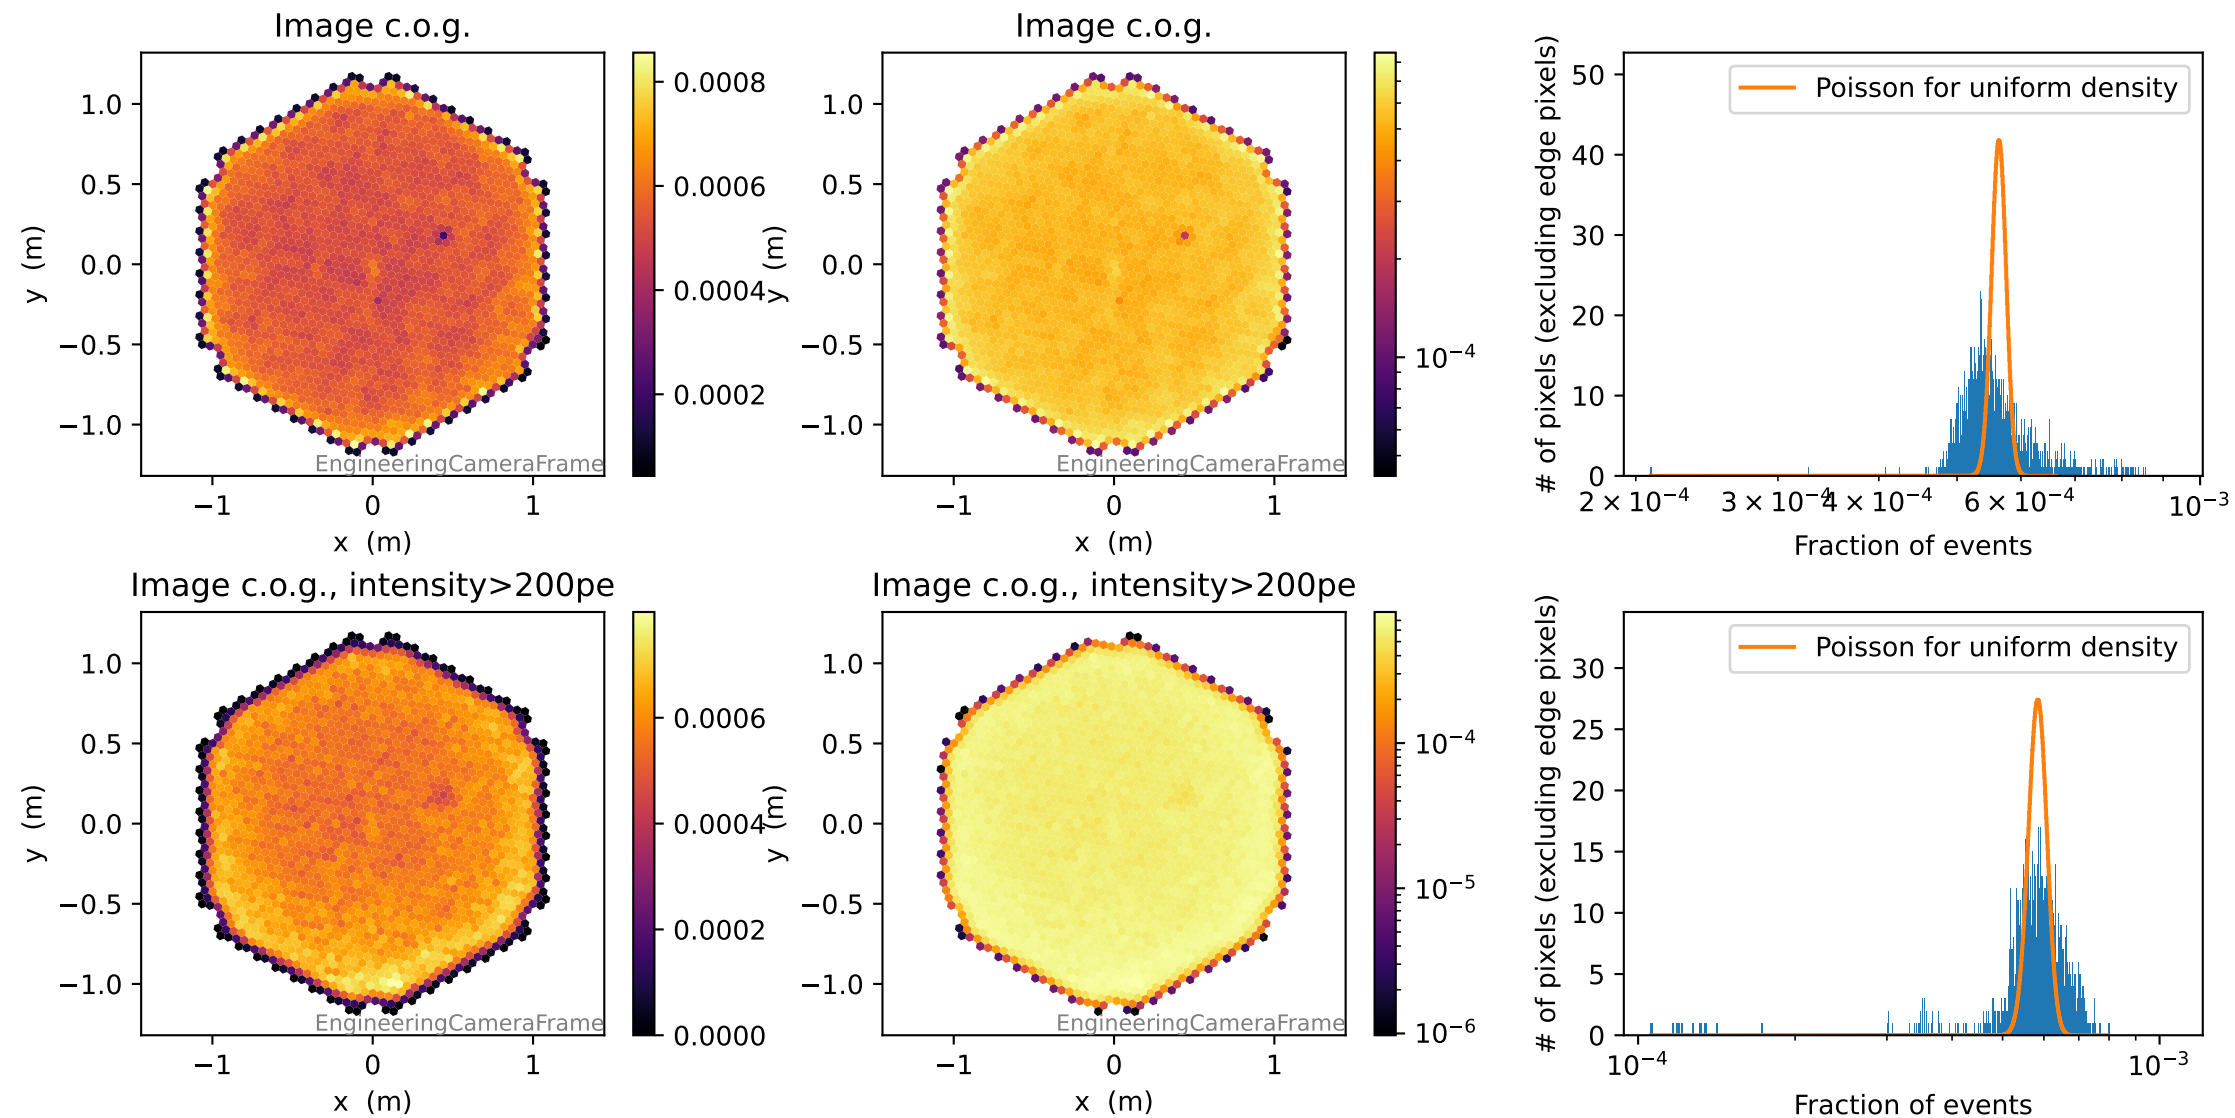 Image c.o.g.
1.0
0.5
0.0
−0.5
−1.0
y (m)
−1
0
1
x (m)
EngineeringCameraFrame
0.0008
0.0006
0.0004
0.0002
Image c.o.g.
1.0
0.5
0.0
−0.5
−1.0
y (m)
−1
0
1
x (m)
EngineeringCameraFrame
10⁻⁴
# of pixels (excluding edge pixels)
50
40
30
20
10
0
Poisson for uniform density
2 × 10⁻⁴
3 × 10⁻⁴
4 × 10⁻⁴
6 × 10⁻⁴
10⁻³
Fraction of events
Image c.o.g., intensity>200pe
1.0
0.5
0.0
−0.5
−1.0
y (m)
−1
0
1
x (m)
EngineeringCameraFrame
0.0006
0.0004
0.0002
0.0000
Image c.o.g., intensity>200pe
1.0
0.5
0.0
−0.5
−1.0
y (m)
−1
0
1
x (m)
EngineeringCameraFrame
10⁻⁴
10⁻⁵
10⁻⁶
# of pixels (excluding edge pixels)
30
25
20
15
10
5
0
Poisson for uniform density
10⁻⁴
10⁻³
Fraction of events